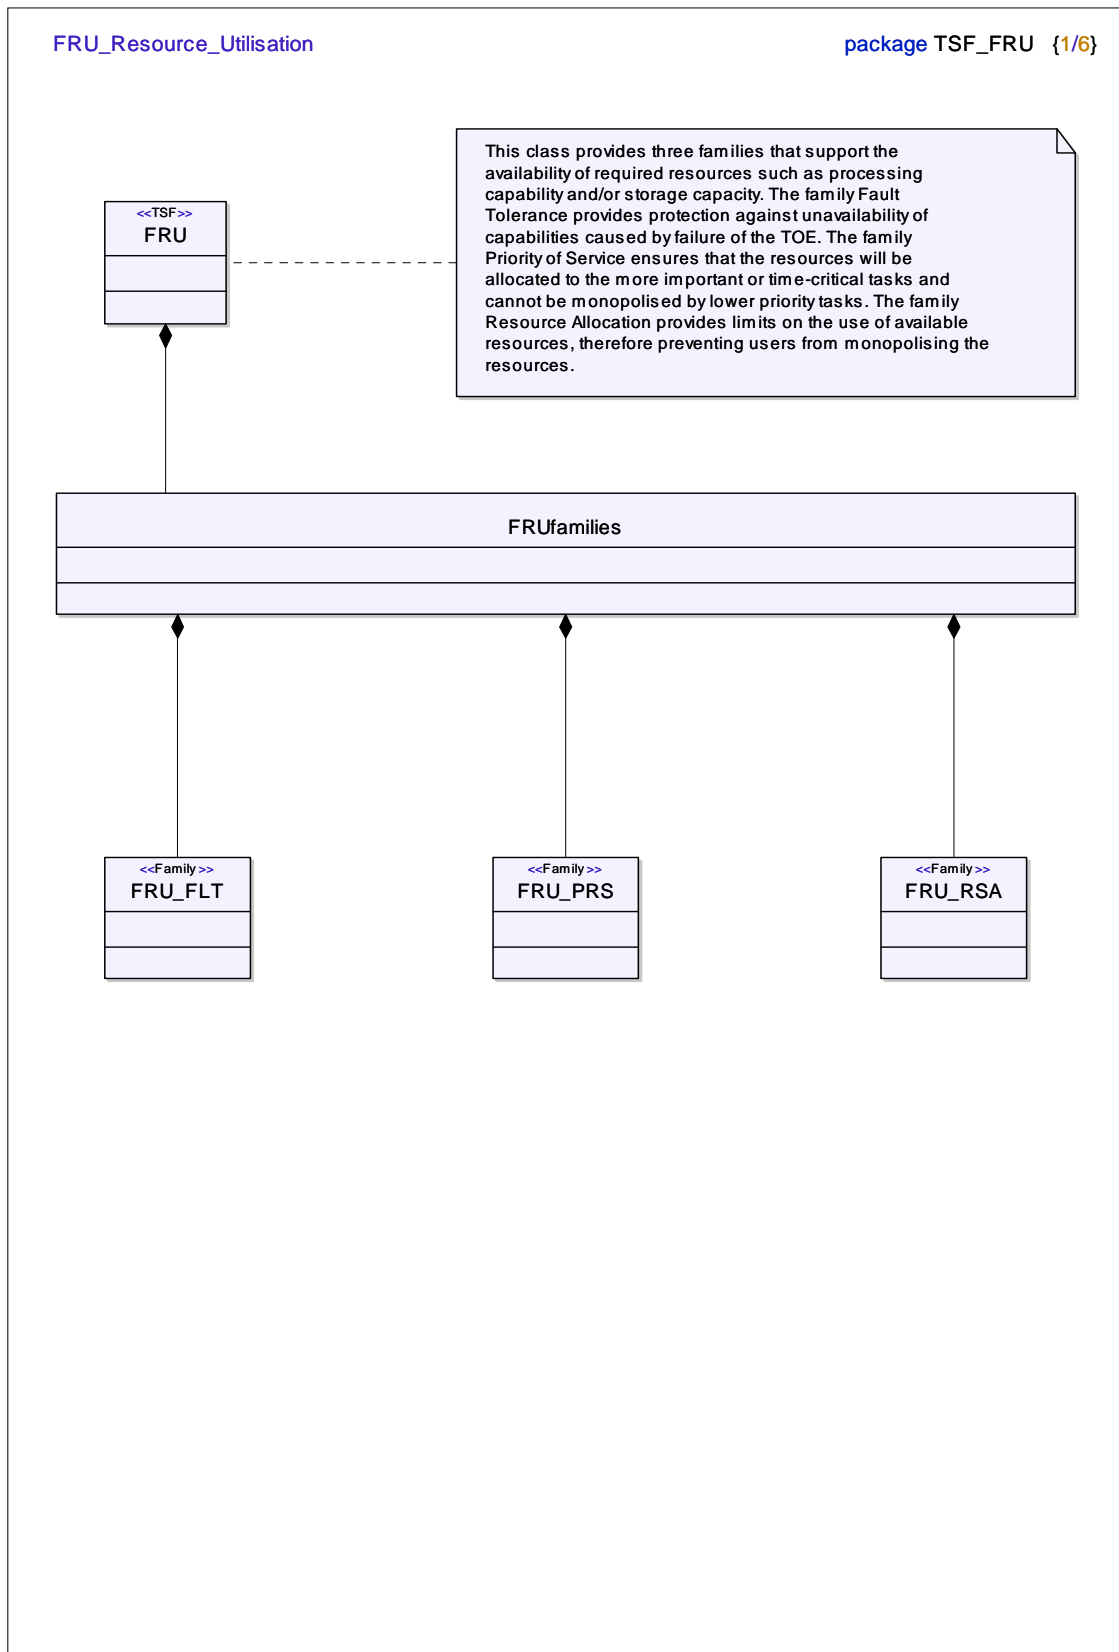 FRU_Resource_Utilisation
package TSF_FRU {1/6}
This class provides three families that support the
availability of required resources such as processing
capability and/or storage capacity. The family Fault
Tolerance provides protection against unavailability of
capabilities caused by failure of the TOE. The family
Priority of Service ensures that the resources will be
allocated to the more important or time-critical tasks and
cannot be monopolised by lower priority tasks. The family
Resource Allocation provides limits on the use of available
resources, therefore preventing users from monopolising the
resources.
<<TSF>>
FRU
FRUfamilies
<<Family>>
FRU_FLT
<<Family>>
FRU_PRS
<<Family>>
FRU_RSA